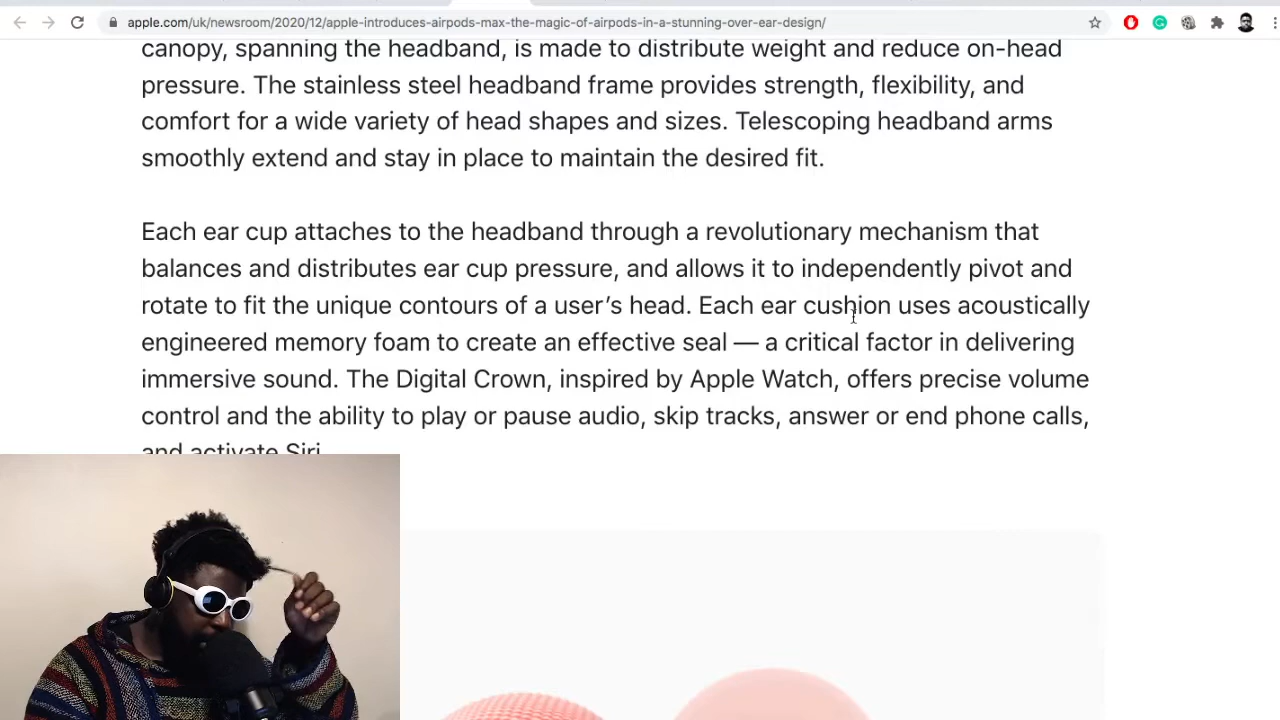 apple.com/uk/newsroom/2020/12/apple-introduces-airpods-max-the-magic-of-airpods-in-a-stunning-over-ear-design/
canopy, spanning the headband, is made to distribute weight and reduce on-head
pressure. The stainless steel headband frame provides strength, flexibility, and
comfort for a wide variety of head shapes and sizes. Telescoping headband arms
smoothly extend and stay in place to maintain the desired fit.
Each ear cup attaches to the headband through a revolutionary mechanism that
balances and distributes ear cup pressure, and allows it to independently pivot and
rotate to fit the unique contours of a user’s head. Each ear cushion uses acoustically
engineered memory foam to create an effective seal — a critical factor in delivering
immersive sound. The Digital Crown, inspired by Apple Watch, offers precise volume
control and the ability to play or pause audio, skip tracks, answer or end phone calls,
and activate Siri.